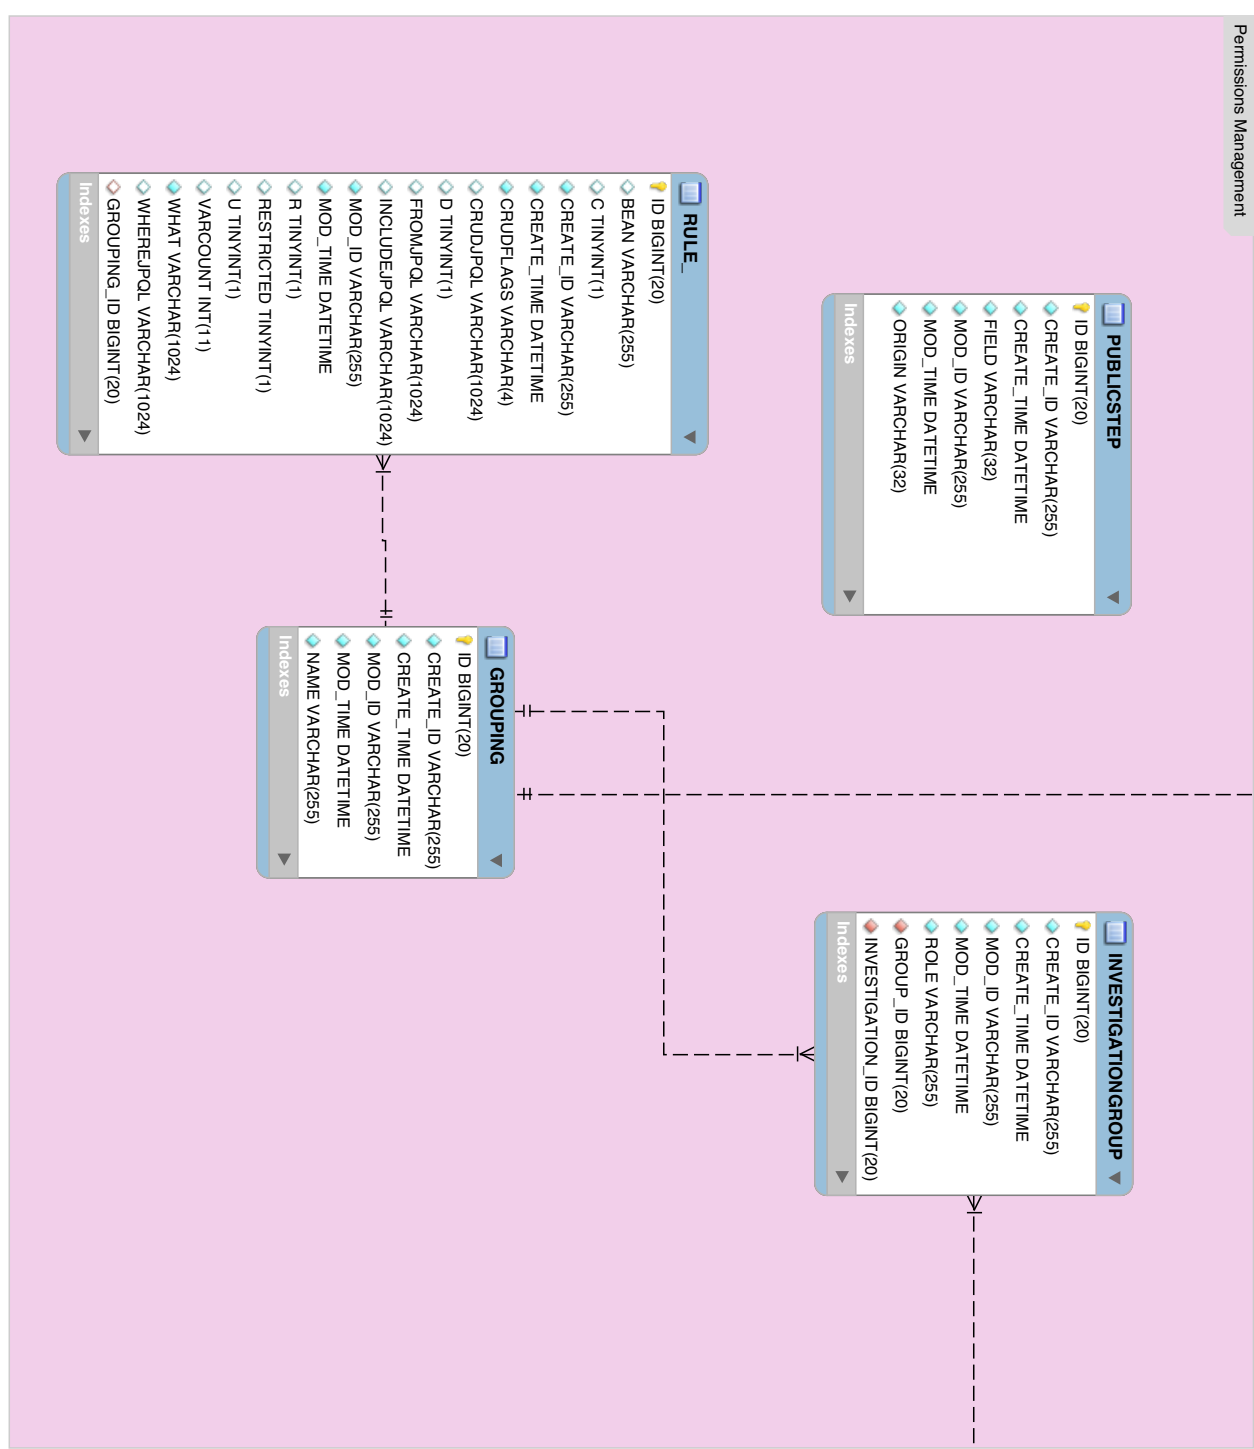 Permissions Management
RULE_
ID BIGINT(20)
BEAN VARCHAR(255)
C TINYINT(1)
CREATE_ID VARCHAR(255)
CREATE_TIME DATETIME
CRUDFLAGS VARCHAR(4)
CRUDJPQL VARCHAR(1024)
D TINYINT(1)
FROMJPQL VARCHAR(1024)
INCLUDEJPQL VARCHAR(1024)
MOD_ID VARCHAR(255)
MOD_TIME DATETIME
R TINYINT(1)
RESTRICTED TINYINT(1)
U TINYINT(1)
VARCOUNT INT(11)
WHAT VARCHAR(1024)
WHEREJPQL VARCHAR(1024)
GROUPING_ID BIGINT(20)
Indexes
PUBLICSTEP
ID BIGINT(20)
CREATE_ID VARCHAR(255)
CREATE_TIME DATETIME
FIELD VARCHAR(32)
MOD_ID VARCHAR(255)
MOD_TIME DATETIME
ORIGIN VARCHAR(32)
Indexes
GROUPING
ID BIGINT(20)
CREATE_ID VARCHAR(255)
CREATE_TIME DATETIME
MOD_ID VARCHAR(255)
MOD_TIME DATETIME
NAME VARCHAR(255)
Indexes
INVESTIGATIONGROUP
ID BIGINT(20)
CREATE_ID VARCHAR(255)
CREATE_TIME DATETIME
MOD_ID VARCHAR(255)
MOD_TIME DATETIME
ROLE VARCHAR(255)
GROUP_ID BIGINT(20)
INVESTIGATION_ID BIGINT(20)
Indexes